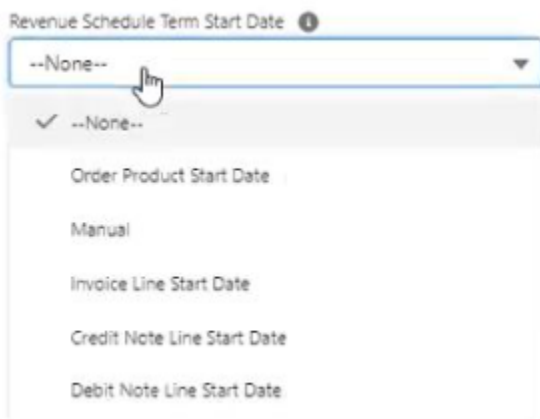 Revenue Schedule Term Start Date
--None--
--None--
Order Product Start Date
Manual
Invoice Line Start Date
Credit Note Line Start Date
Debit Note Line Start Date